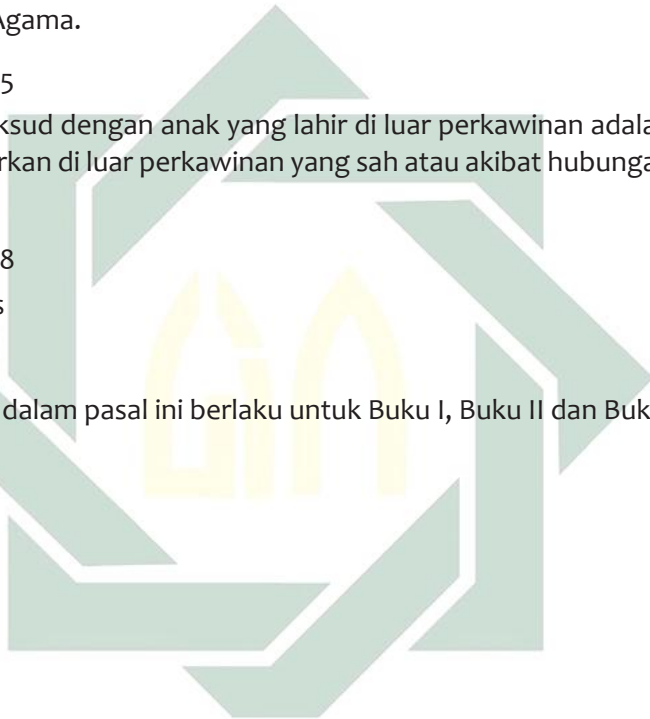 Agama.
5
ksud dengan anak yang lahir di luar perkawinan adala
rkan di luar perkawinan yang sah atau akibat hubunga
8
s
dalam pasal ini berlaku untuk Buku I, Buku II dan Buk